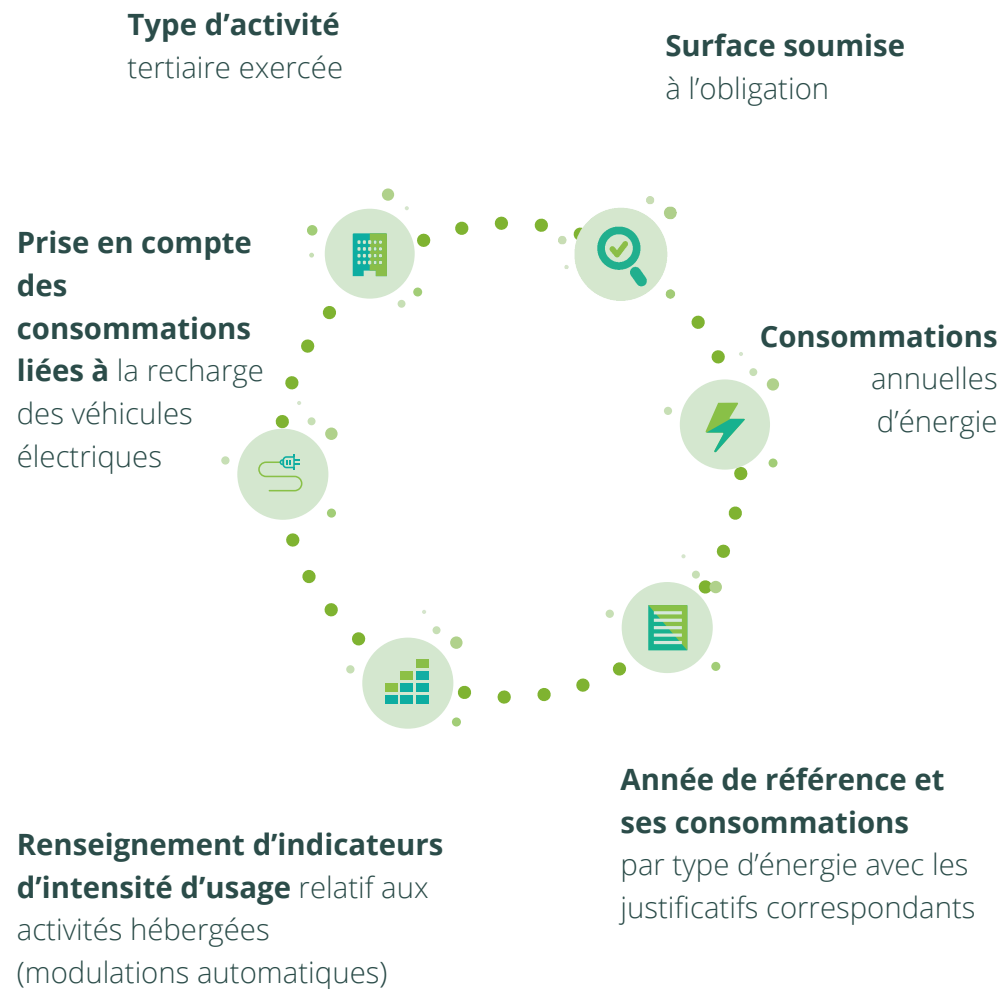 Type d’activité
tertiaire exercée
Surface soumise
à l’obligation
Prise en compte
des
consommations
liées à la recharge
des véhicules
électriques
Consommations
annuelles
d’énergie
Année de référence et
ses consommations
par type d’énergie avec les
justificatifs correspondants
Renseignement d’indicateurs
d’intensité d’usage relatif aux
activités hébergées
(modulations automatiques)